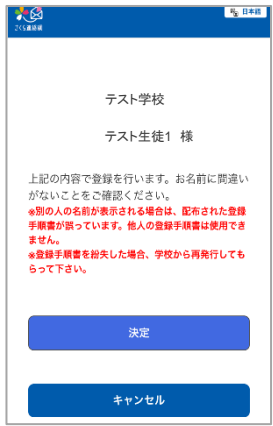 さくら連絡網
日本語
テスト学校
テスト生徒1 様
上記の内容で登録を行います。お名前に間違い
がないことをご確認ください。
※別の人の名前が表示される場合は、配布された登録
手順書が誤っています。他人の登録手順書は使用でき
ません。
※登録手順書を紛失した場合、学校から再発行しても
らって下さい。
決定
キャンセル